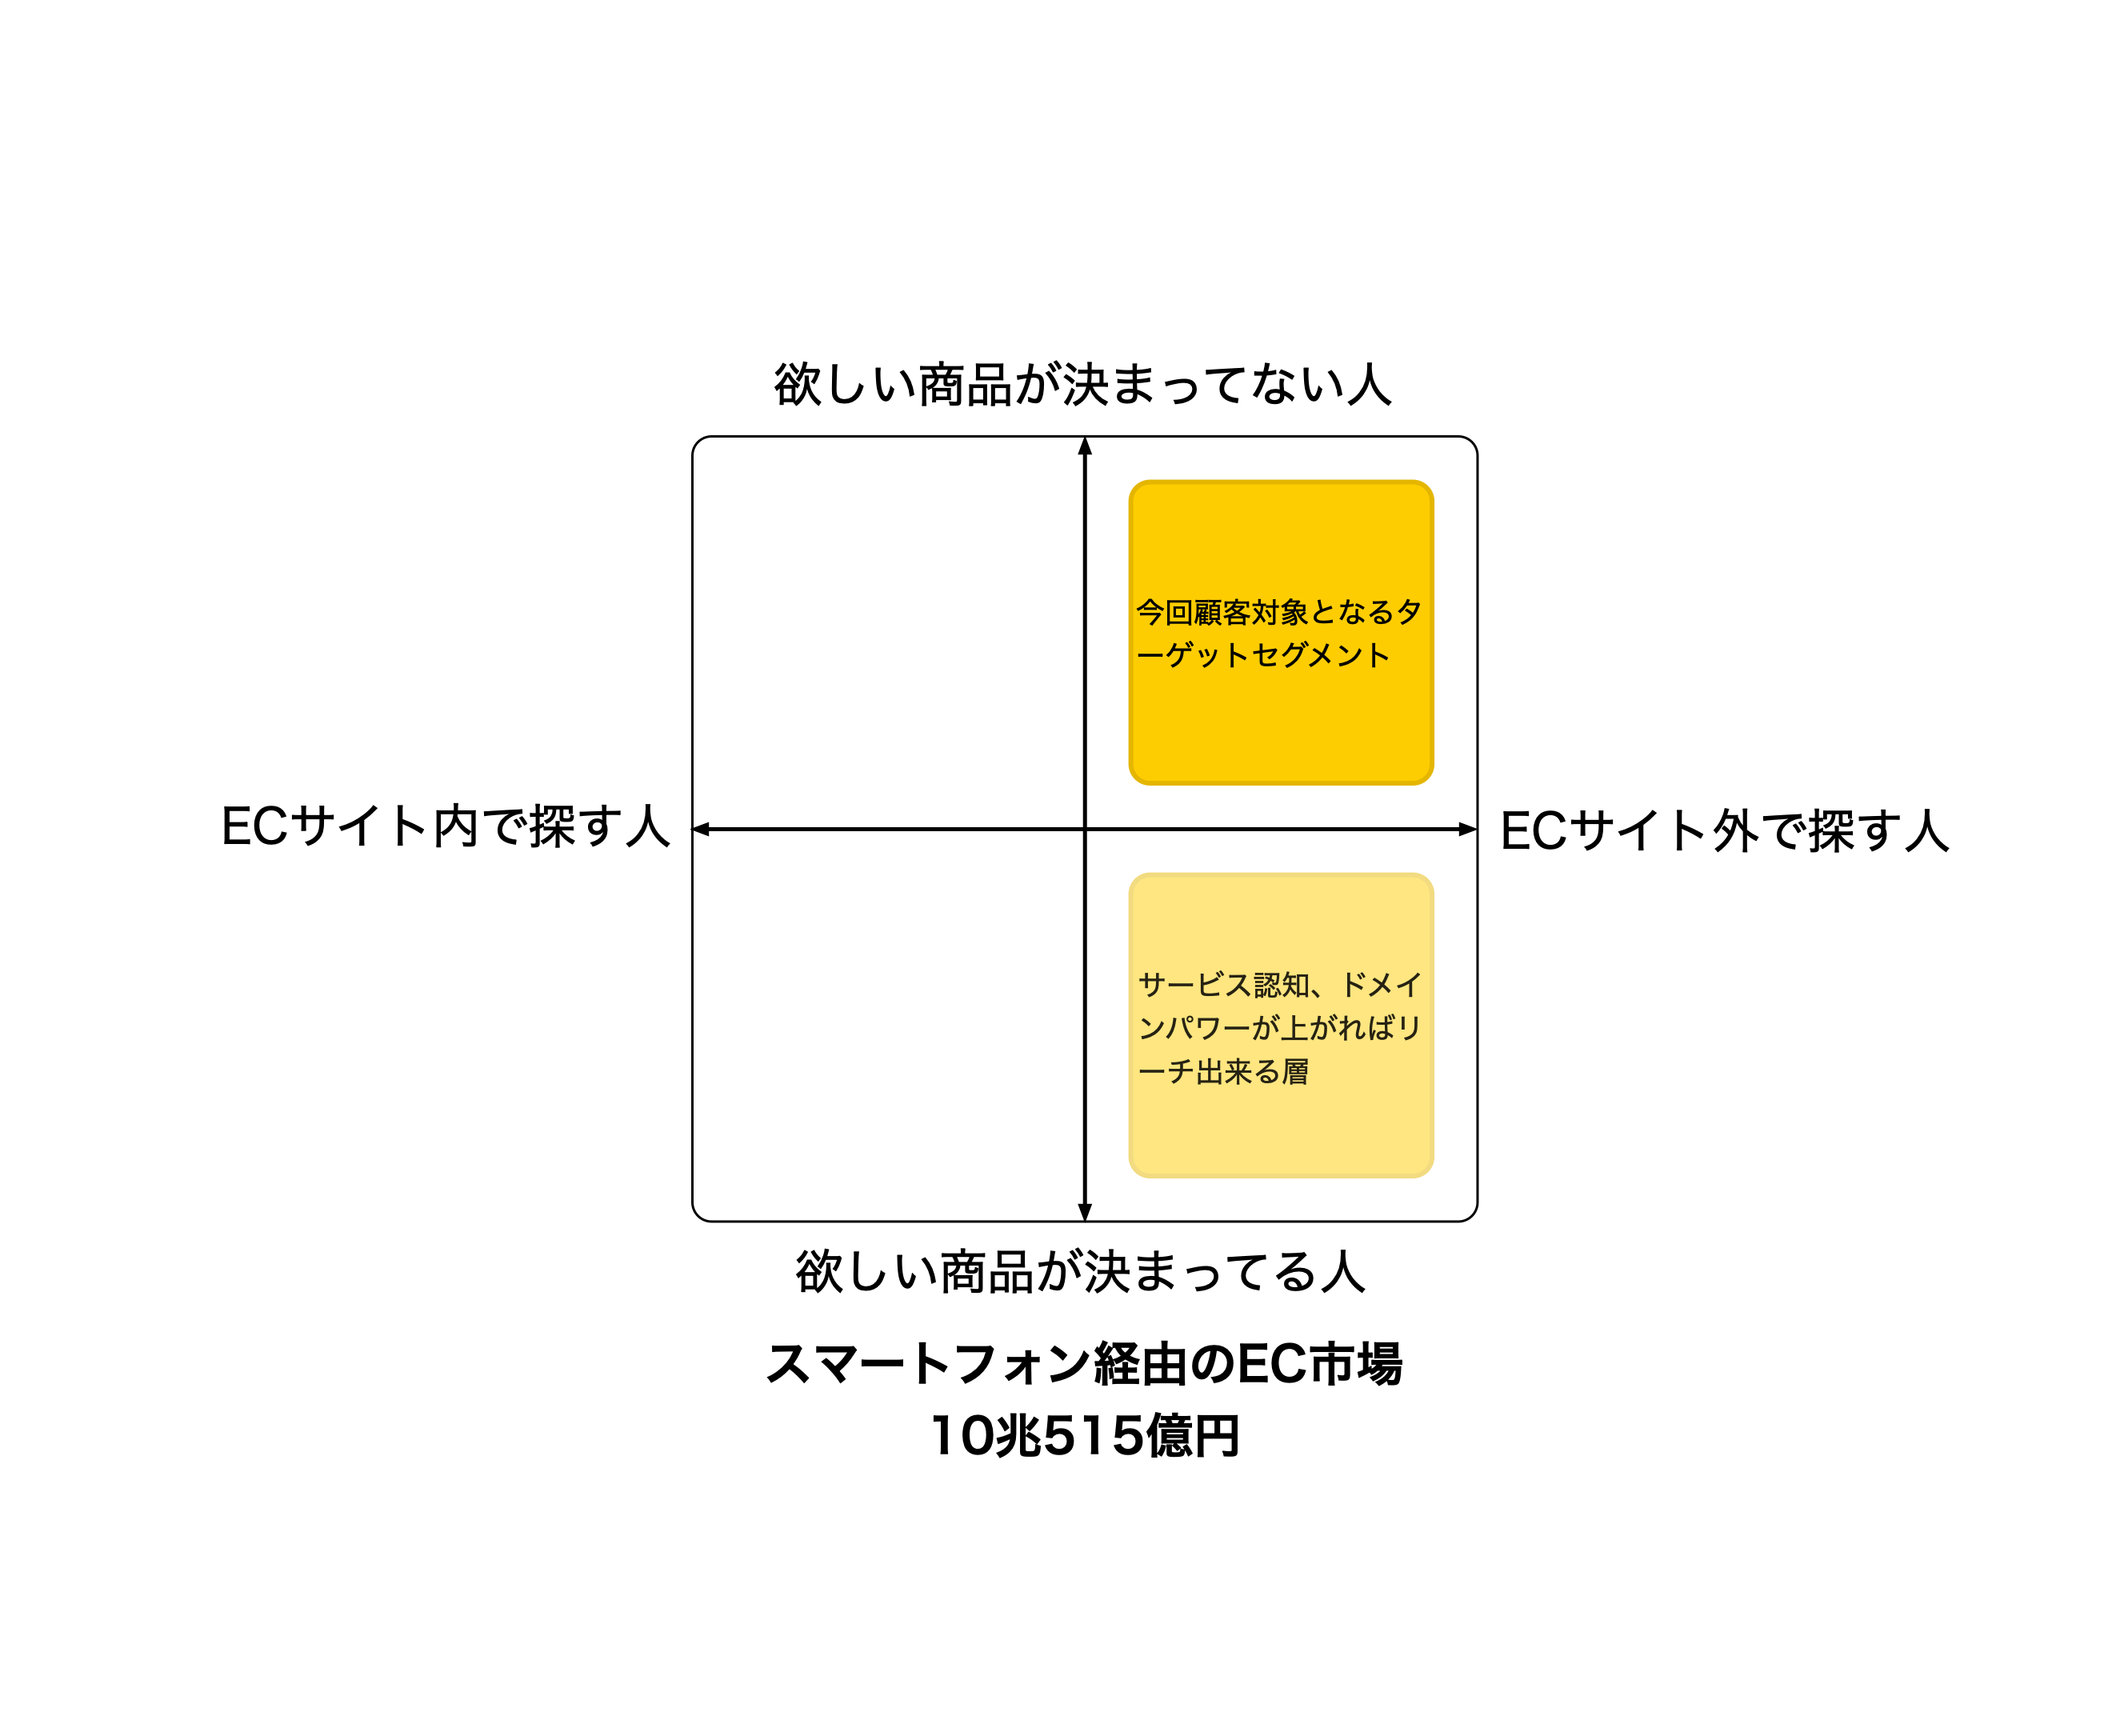 欲しい商品が決まってない人
今回顧客対象となるタ
ーゲットセグメント
ECサイト内で探す人
ECサイト外で探す人
サービス認知、ドメイ
ンパワーが上がればリ
ーチ出来る層
欲しい商品が決まってる人
スマートフォン経由のEC市場
10兆515億円